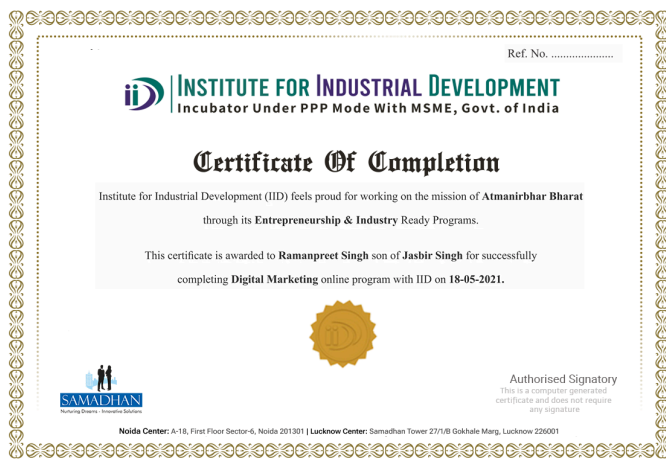 Ref. No. .....................
iiD INSTITUTE FOR INDUSTRIAL DEVELOPMENT
Incubator Under PPP Mode With MSME, Govt. of India
Certificate Of Completion
Institute for Industrial Development (IID) feels proud for working on the mission of Atmanirbhar Bharat
through its Entrepreneurship & Industry Ready Programs.
This certificate is awarded to Ramanpreet Singh son of Jasbir Singh for successfully
completing Digital Marketing online program with IID on 18-05-2021.
iiD
SAMADHAN
Nurturing Dreams - Innovative Solutions
Authorised Signatory
This is a computer generated
certificate and does not require
any signature
Noida Center: A-18, First Floor Sector-6, Noida 201301 | Lucknow Center: Samadhan Tower 27/1/B Gokhale Marg, Lucknow 226001